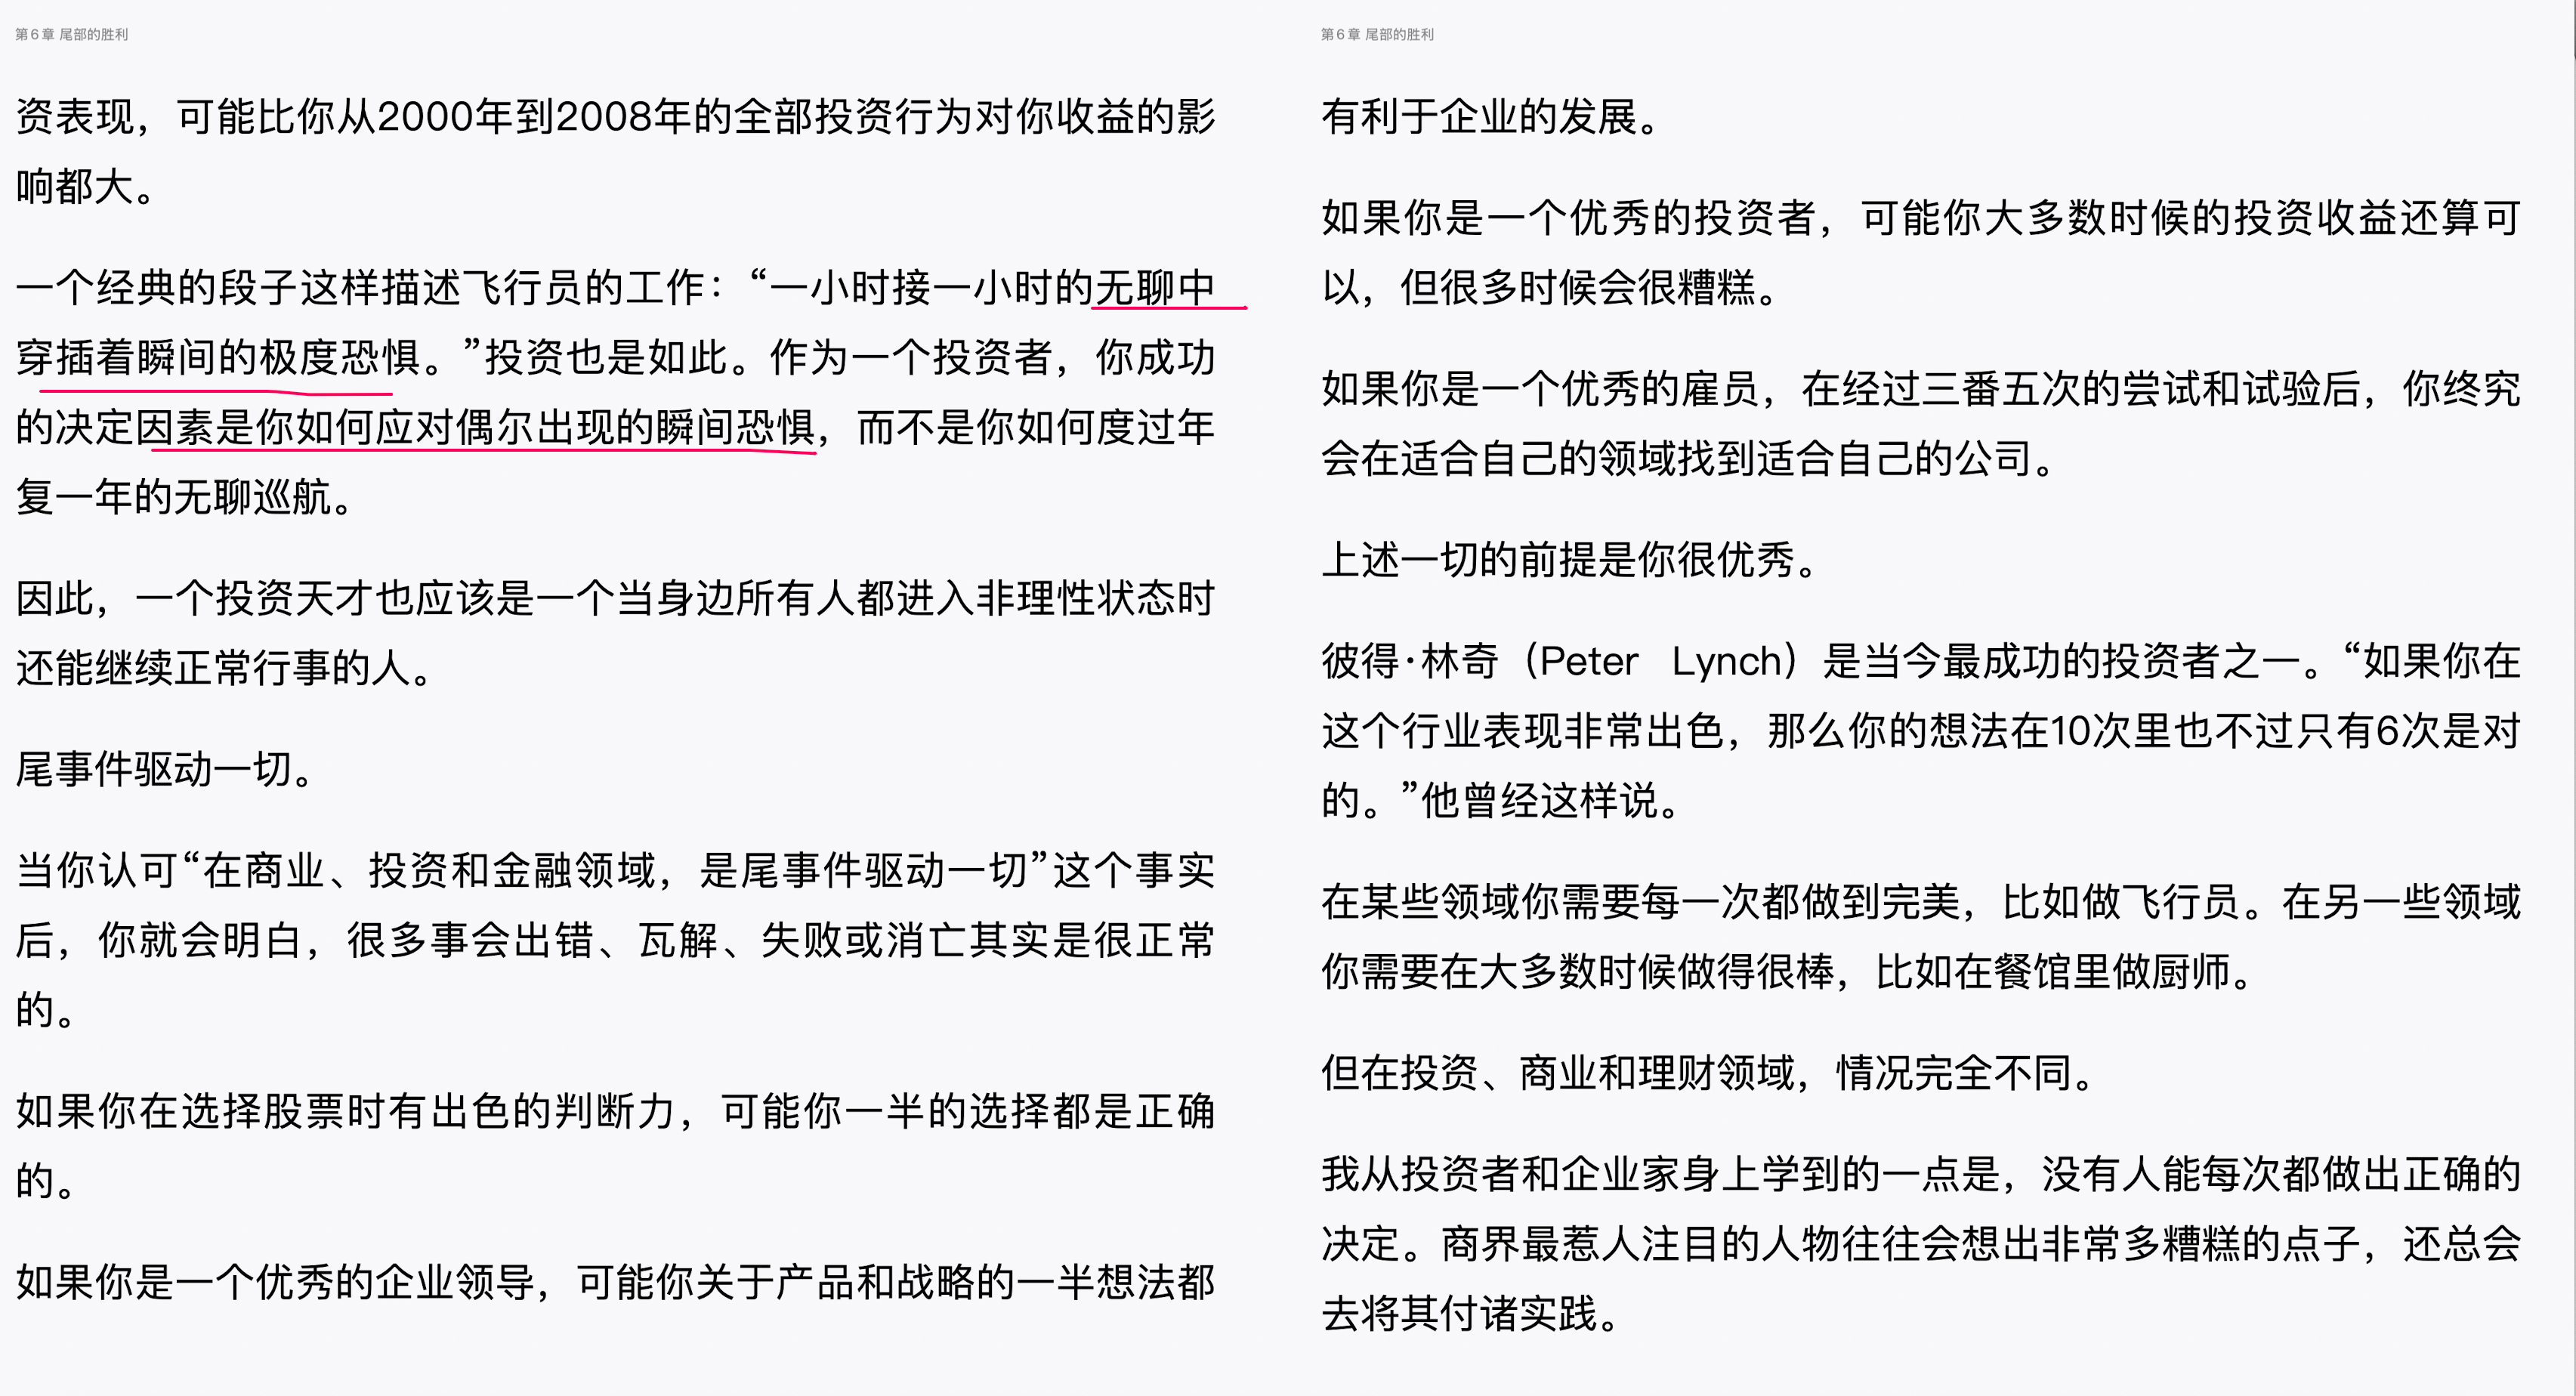 第6章 尾部的胜利
资表现，可能比你从2000年到2008年的全部投资行为对你收益的影
响都大。
一个经典的段子这样描述飞行员的工作：“一小时接一小时的无聊中
穿插着瞬间的极度恐惧。”投资也是如此。作为一个投资者，你成功
的决定因素是你如何应对偶尔出现的瞬间恐惧，而不是你如何度过年
复一年的无聊巡航。
因此，一个投资天才也应该是一个当身边所有人都进入非理性状态时
还能继续正常行事的人。
尾事件驱动一切。
当你认可“在商业、投资和金融领域，是尾事件驱动一切”这个事实
后，你就会明白，很多事会出错、瓦解、失败或消亡其实是很正常
的。
如果你在选择股票时有出色的判断力，可能你一半的选择都是正确
的。
如果你是一个优秀的企业领导，可能你关于产品和战略的一半想法都
第6章 尾部的胜利
有利于企业的发展。
如果你是一个优秀的投资者，可能你大多数时候的投资收益还算可
以，但很多时候会很糟糕。
如果你是一个优秀的雇员，在经过三番五次的尝试和试验后，你终究
会在适合自己的领域找到适合自己的公司。
上述一切的前提是你很优秀。
彼得·林奇（Peter Lynch）是当今最成功的投资者之一。“如果你在
这个行业表现非常出色，那么你的想法在10次里也不过只有6次是对
的。”他曾经这样说。
在某些领域你需要每一次都做到完美，比如做飞行员。在另一些领域
你需要在大多数时候做得很棒，比如在餐馆里做厨师。
但在投资、商业和理财领域，情况完全不同。
我从投资者和企业家身上学到的一点是，没有人能每次都做出正确的
决定。商界最惹人注目的人物往往会想出非常多糟糕的点子，还总会
去将其付诸实践。